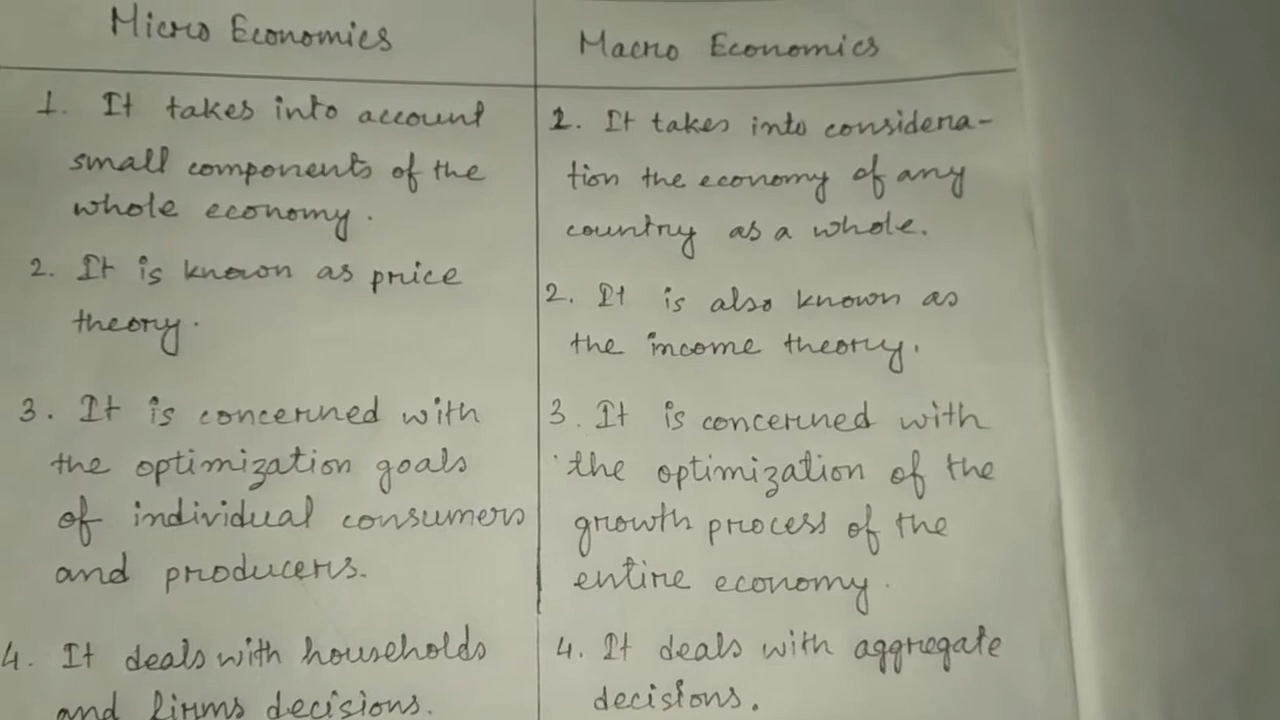 Micro Economics
1. It takes into account
small components of the
whole economy.
2. It is known as price
theory.
3. It is concerned with
the optimization goals
of individual consumers
and producers.
4. It deals with households
and firms decisions.
Macro Economics
1. It takes into considera-
tion the economy of any
country as a whole.
2. It is also known as
the income theory.
3. It is concerned with
the optimization of the
growth process of the
entire economy.
4. It deals with aggregate
decisions.